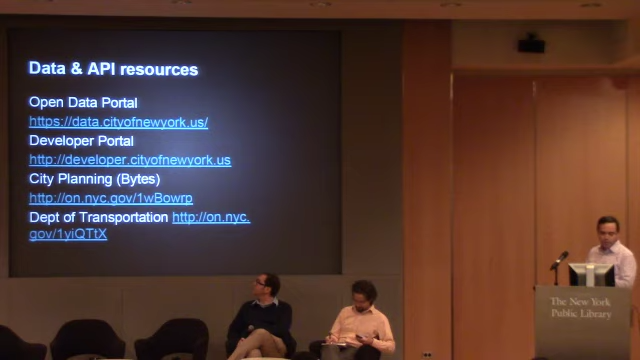 Data & API resources
Open Data Portal
https://data.cityofnewyork.us/
Developer Portal
http://developer.cityofnewyork.us
City Planning (Bytes)
http://on.nyc.gov/1wBowrp
Dept of Transportation http://on.nyc.
gov/1yiQTtX
The New York
Public Library